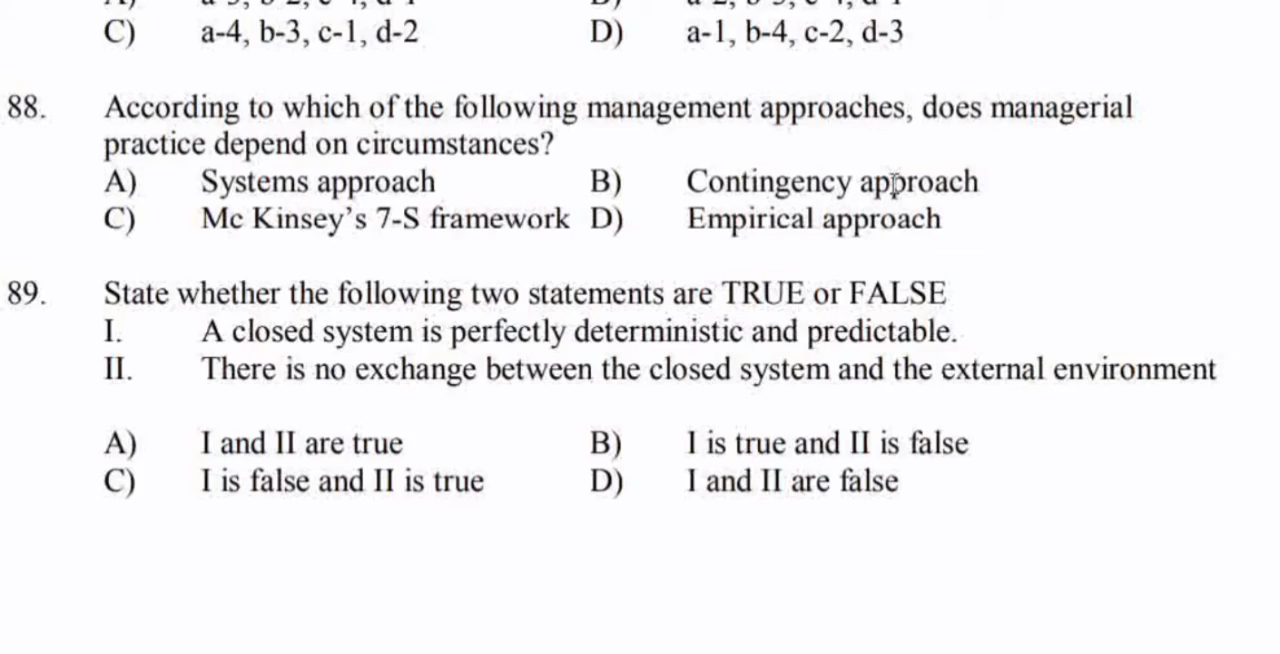 C) a-4, b-3, c-1, d-2 D) a-1, b-4, c-2, d-3
88. According to which of the following management approaches, does managerial
practice depend on circumstances?
A) Systems approach B) Contingency approach
C) Mc Kinsey's 7-S framework D) Empirical approach
89. State whether the following two statements are TRUE or FALSE
I. A closed system is perfectly deterministic and predictable.
II. There is no exchange between the closed system and the external environment
A) I and II are true B) I is true and II is false
C) I is false and II is true D) I and II are false